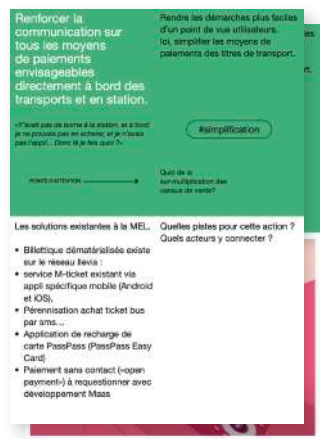 Renforcer la
communication sur
tous les moyens
de paiements
envisageables
directement à bord des
transports et en station.
«Y'avait pas de borne à la station, et à bord
je ne pouvais pas en acheter, et je n'avais
pas l'appli... Donc là je fais quoi ?»
POINTS D'ATTENTION
Rendre les démarches plus faciles
d'un point de vue utilisateurs.
Ici, simplifier les moyens de
paiements des titres de transport.
#simplification
Quid de la
sur-multiplication des
canaux de vente?
Les solutions existantes à la MEL.
• Billettique dématérialisée existe
sur le réseau Ilevia :
• service M-ticket existant via
appli spécifique mobile (Android
et iOS),
• Pérennisation achat ticket bus
par sms...
• Application de recharge de
carte PassPass (PassPass Easy
Card)
• Paiement sans contact («open
payment») à requestionner avec
développement Maas
Quelles pistes pour cette action ?
Quels acteurs y connecter ?